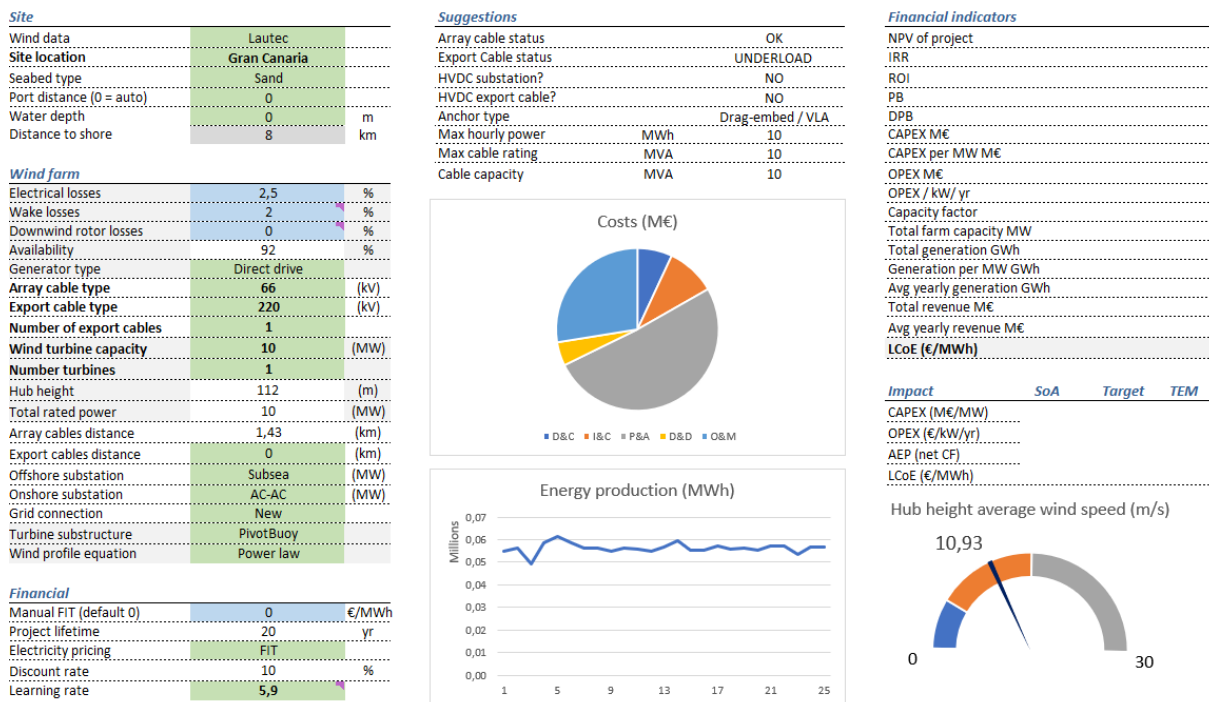 Site
Wind data Lautec
Site location Gran Canaria
Seabed type Sand
Port distance (0 = auto) 0
Water depth 0 m
Distance to shore 8 km
Wind farm
Electrical losses 2,5 %
Wake losses 2 %
Downwind rotor losses 0 %
Availability 92 %
Generator type Direct drive
Array cable type 66 (kV)
Export cable type 220 (kV)
Number of export cables 1
Wind turbine capacity 10 (MW)
Number turbines 1
Hub height 112 (m)
Total rated power 10 (MW)
Array cables distance 1,43 (km)
Export cables distance 0 (km)
Offshore substation Subsea (MW)
Onshore substation AC-AC (MW)
Grid connection New
Turbine substructure PivotBuoy
Wind profile equation Power law
Financial
Manual FIT (default 0) 0 €/MWh
Project lifetime 20 yr
Electricity pricing FIT
Discount rate 10 %
Learning rate 5,9
Suggestions
Array cable status OK
Export Cable status UNDERLOAD
HVDC substation? NO
HVDC export cable? NO
Anchor type Drag-embed / VLA
Max hourly power MWh 10
Max cable rating MVA 10
Cable capacity MVA 10
Costs (M€)
D&C I&C P&A D&D O&M
Energy production (MWh)
Millions
0,07
0,06
0,05
0,04
0,03
0,02
0,01
0,00
1 5 9 13 17 21 25
Financial indicators
NPV of project
IRR
ROI
PB
DPB
CAPEX M€
CAPEX per MW M€
OPEX M€
OPEX / kW/ yr
Capacity factor
Total farm capacity MW
Total generation GWh
Generation per MW GWh
Avg yearly generation GWh
Total revenue M€
Avg yearly revenue M€
LCoE (€/MWh)
Impact SoA Target TEM
CAPEX (M€/MW)
OPEX (€/kW/yr)
AEP (net CF)
LCoE (€/MWh)
Hub height average wind speed (m/s)
10,93
0 30